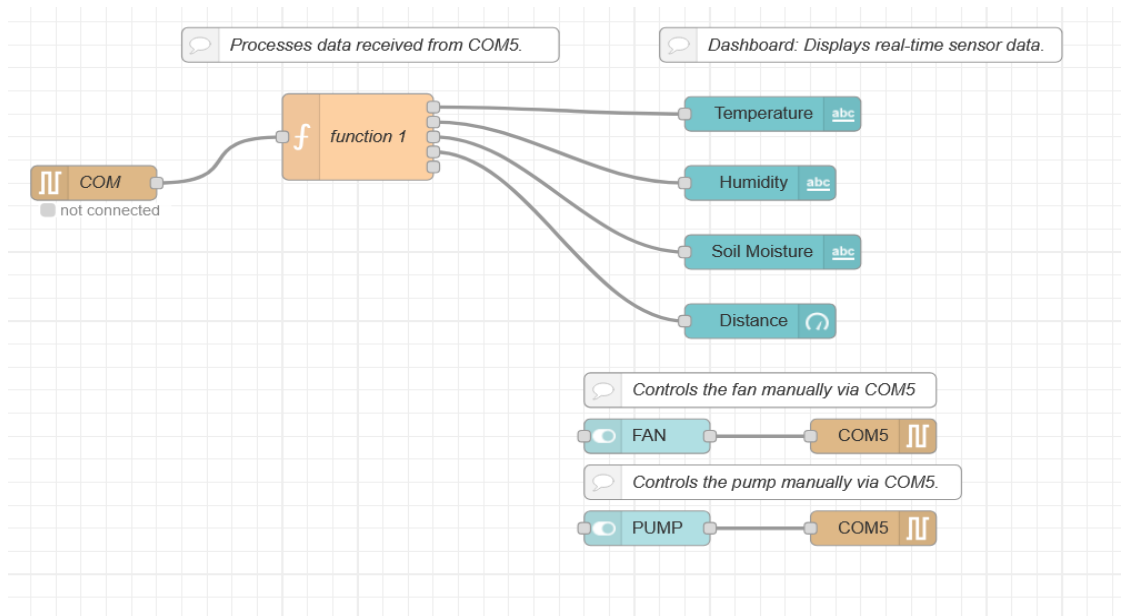 Processes data received from COM5.
Dashboard: Displays real-time sensor data.
function 1
Temperature abc
COM
not connected
Humidity abc
Soil Moisture abc
Distance
Controls the fan manually via COM5
FAN
COM5
Controls the pump manually via COM5.
PUMP
COM5